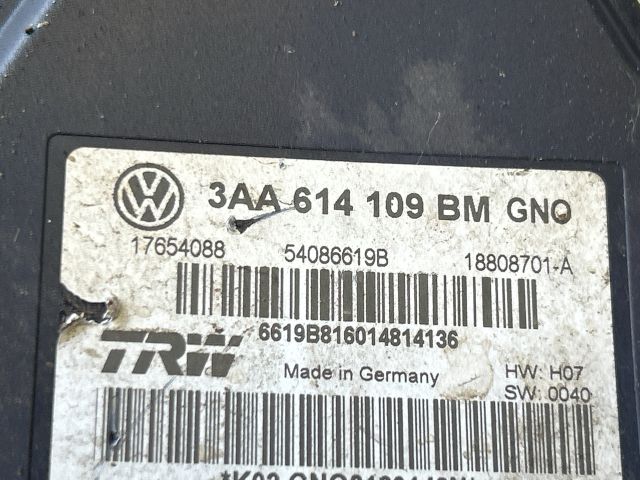 3AA 614 109 BM GNO
17654088 54086619B 18808701-A
6619B816014814136
TRW Made in Germany HW: H07
SW: 0040